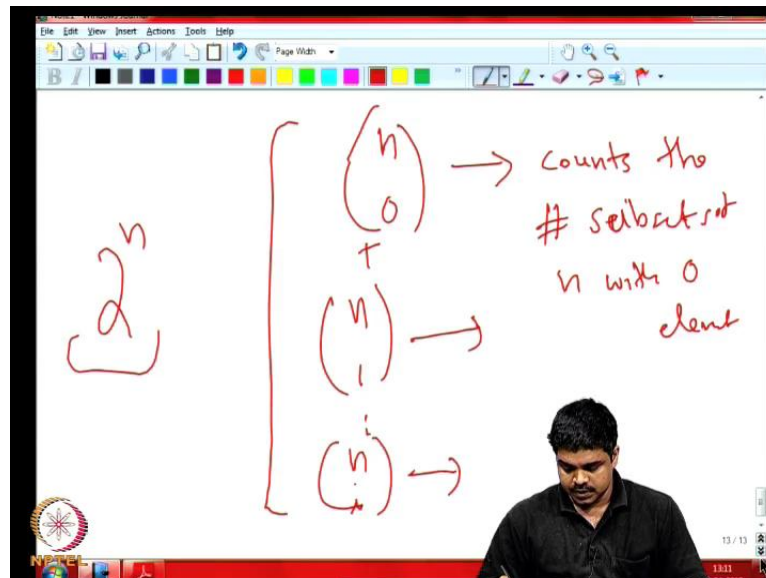 File Edit View Insert Actions Tools Help
Page Width
B I
2^n
(n 0) → counts the
# subsets of
n with 0
element
+
(n 1) →
(n i) →
NPTEL
13 / 13
13:11